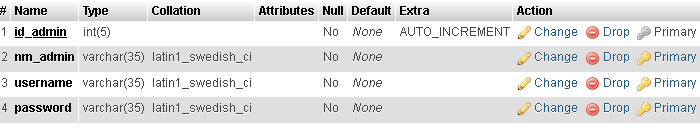 # Name Type Collation Attributes Null Default Extra Action
1 id_admin int(5) No None AUTO_INCREMENT Change Drop Primary
2 nm_admin varchar(35) latin1_swedish_ci No None Change Drop Primary
3 username varchar(35) latin1_swedish_ci No None Change Drop Primary
4 password varchar(35) latin1_swedish_ci No None Change Drop Primary